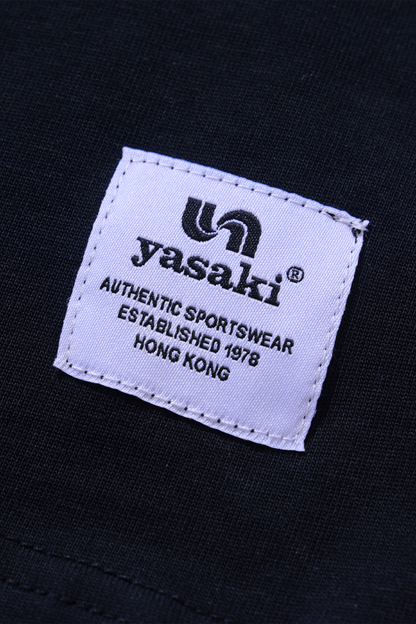 yasaki®
AUTHENTIC SPORTSWEAR
ESTABLISHED 1978
HONG KONG